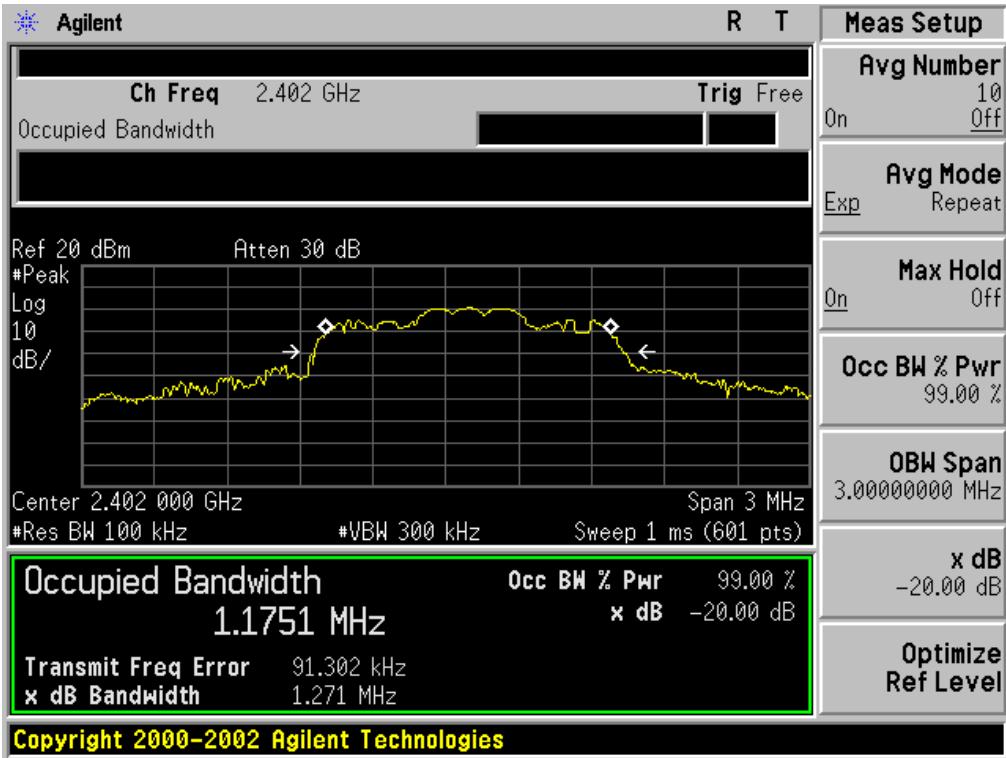 Agilent R T
Ch Freq 2.402 GHz Trig Free
Occupied Bandwidth
Ref 20 dBm Atten 30 dB
#Peak
Log
10
dB/
Center 2.402 000 GHz Span 3 MHz
#Res BW 100 kHz #VBW 300 kHz Sweep 1 ms (601 pts)
Occupied Bandwidth Occ BW % Pwr 99.00 %
1.1751 MHz x dB -20.00 dB
Transmit Freq Error 91.302 kHz
x dB Bandwidth 1.271 MHz
Copyright 2000-2002 Agilent Technologies
Meas Setup
Avg Number
10
On Off
Avg Mode
Exp Repeat
Max Hold
On Off
Occ BW % Pwr
99.00 %
OBW Span
3.00000000 MHz
x dB
-20.00 dB
Optimize
Ref Level